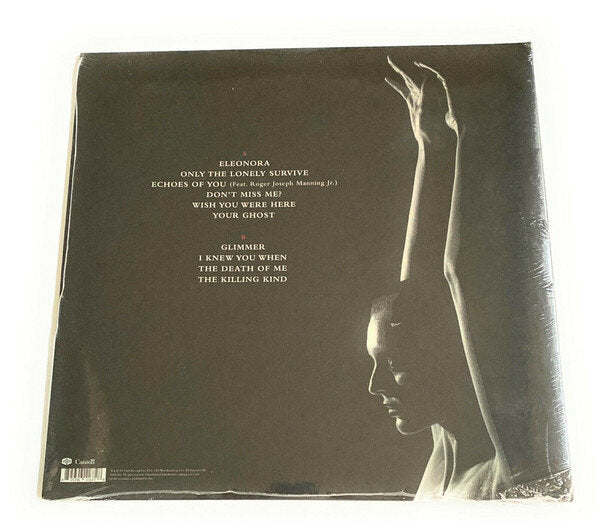 A
ELEONORA
ONLY THE LONELY SURVIVE
ECHOES OF YOU (Feat. Roger Joseph Manning Jr.)
DON'T MISS ME?
WISH YOU WERE HERE
YOUR GHOST
B
GLIMMER
I KNEW YOU WHEN
THE DEATH OF ME
THE KILLING KIND
Canada